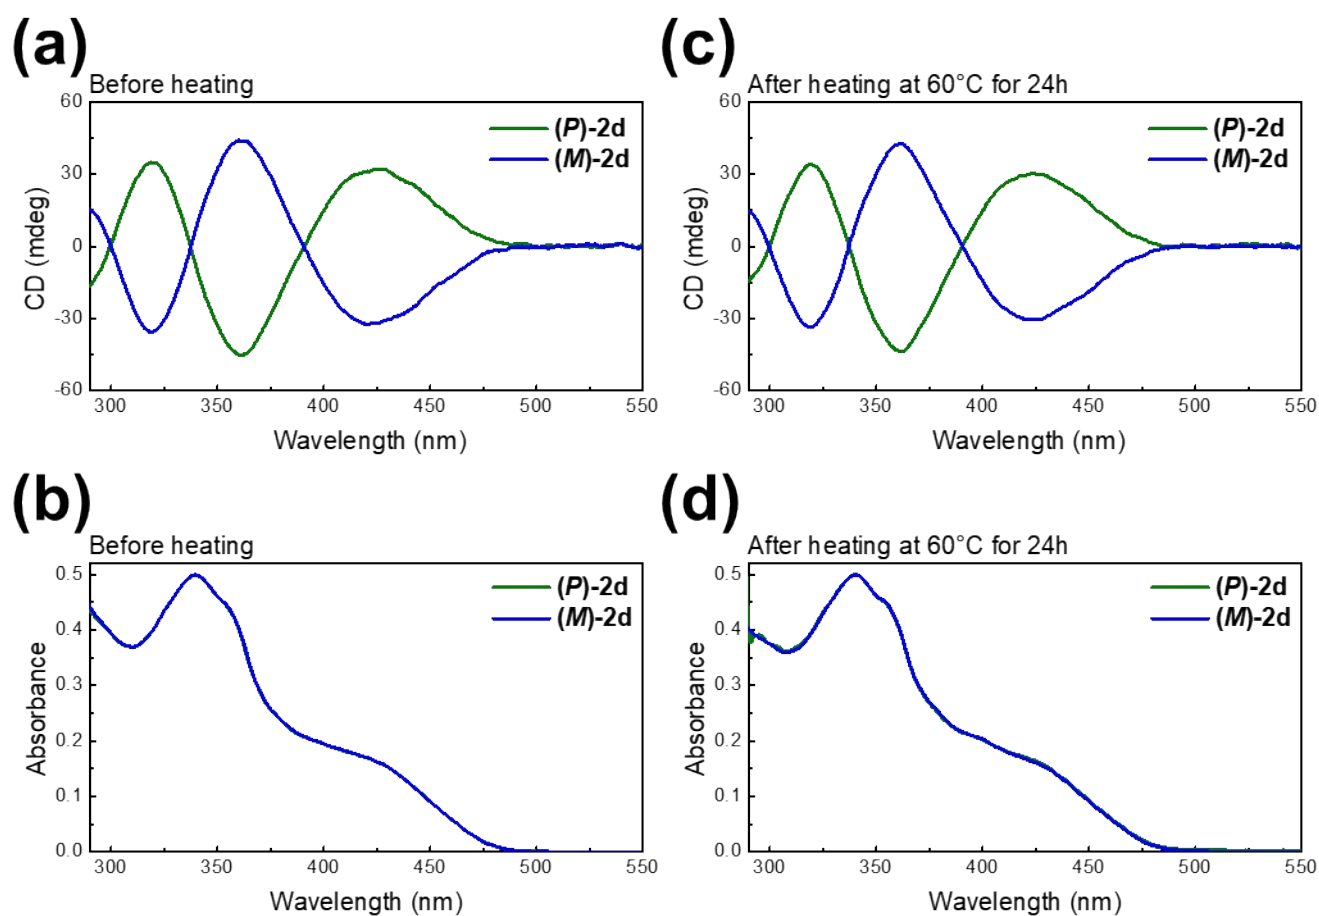 (a)
Before heating
60
30
0
-30
-60
CD (mdeg)
(P)-2d
(M)-2d
300 350 400 450 500 550
Wavelength (nm)
(c)
After heating at 60°C for 24h
60
30
0
-30
-60
CD (mdeg)
(P)-2d
(M)-2d
300 350 400 450 500 550
Wavelength (nm)
(b)
Before heating
0.5
0.4
0.3
0.2
0.1
0.0
Absorbance
(P)-2d
(M)-2d
300 350 400 450 500 550
Wavelength (nm)
(d)
After heating at 60°C for 24h
0.5
0.4
0.3
0.2
0.1
0.0
Absorbance
(P)-2d
(M)-2d
300 350 400 450 500 550
Wavelength (nm)